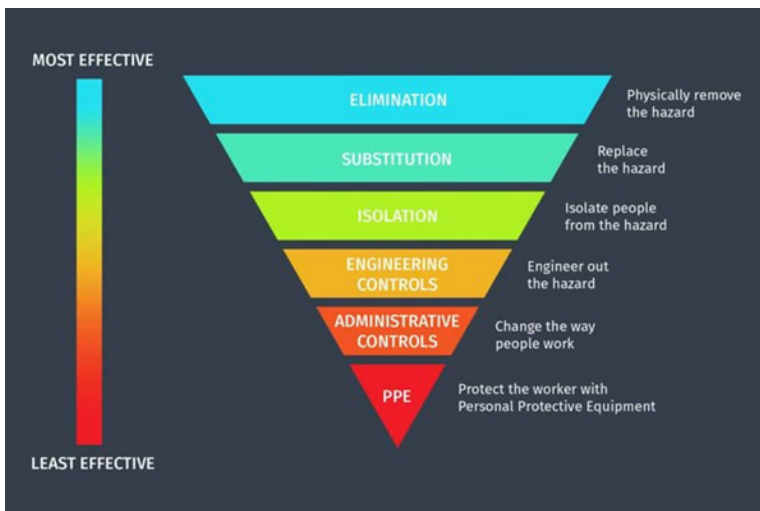 MOST EFFECTIVE
ELIMINATION
Physically remove
the hazard
SUBSTITUTION
Replace
the hazard
ISOLATION
Isolate people
from the hazard
ENGINEERING
CONTROLS
Engineer out
the hazard
ADMINISTRATIVE
CONTROLS
Change the way
people work
PPE
Protect the worker with
Personal Protective Equipment
LEAST EFFECTIVE